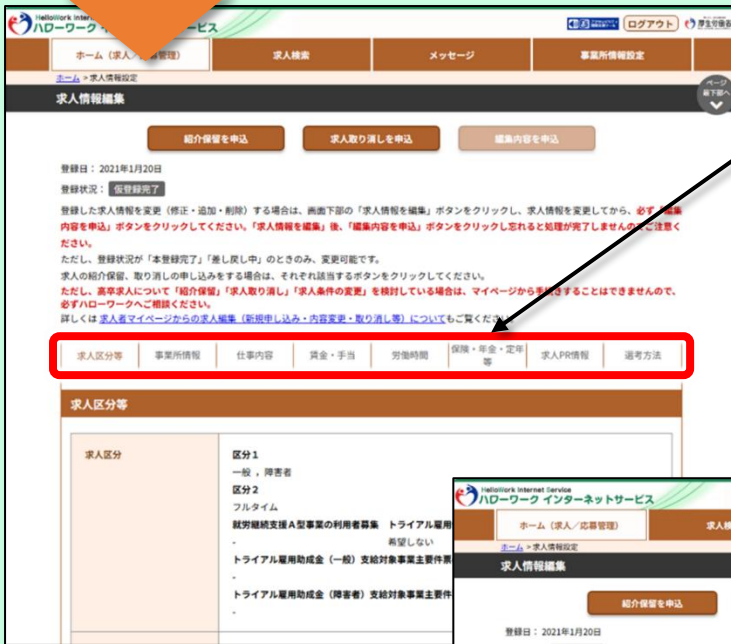 HelloWork Inter
ハローワーク
ービス
ログアウト
厚生労働省
ホーム（求人／
管理）
求人検索
メッセージ
事業所情報設定
ホーム > 求人情報設定
求人情報編集
ページ
最下部へ
紹介保留を申込
求人取り消しを申込
編集内容を申込
登録日： 2021年1月20日
登録状況： 仮登録完了
登録した求人情報を変更（修正・追加・削除）する場合は、画面下部の「求人情報を編集」ボタンをクリックし、求人情報を変更してから、必ず「編集
内容を申込」ボタンをクリックしてください。「求人情報を編集」後、「編集内容を申込」ボタンをクリックし忘れると処理が完了しませんのでご注意く
ださい。
ただし、登録状況が「本登録完了」「差し戻し中」のときのみ、変更可能です。
求人の紹介保留、取り消しの申し込みをする場合は、それぞれ該当するボタンをクリックしてください。
ただし、高卒求人について「紹介保留」「求人取り消し」「求人条件の変更」を検討している場合は、マイページから手続きすることはできませんので、
必ずハローワークへご相談ください。
詳しくは 求人者マイページからの求人編集（新規申し込み・内容変更・取り消し等）について もご覧ください。
求人区分等 事業所情報 仕事内容 賃金・手当 労働時間 保険・年金・定年等 求人PR情報 選考方法
求人区分等
求人区分
区分1
一般 ，障害者
区分2
フルタイム
就労継続支援Ａ型事業の利用者募集 トライアル雇用
- 希望しない
トライアル雇用助成金（一般）支給対象事業主要件票
-
トライアル雇用助成金（障害者）支給対象事業主要件
-
HelloWork Internet Service
ハローワーク インターネットサービス
ホーム（求人／応募管理）
求人検
ホーム > 求人情報設定
求人情報編集
紹介保留を申込
登録日： 2021年1月20日